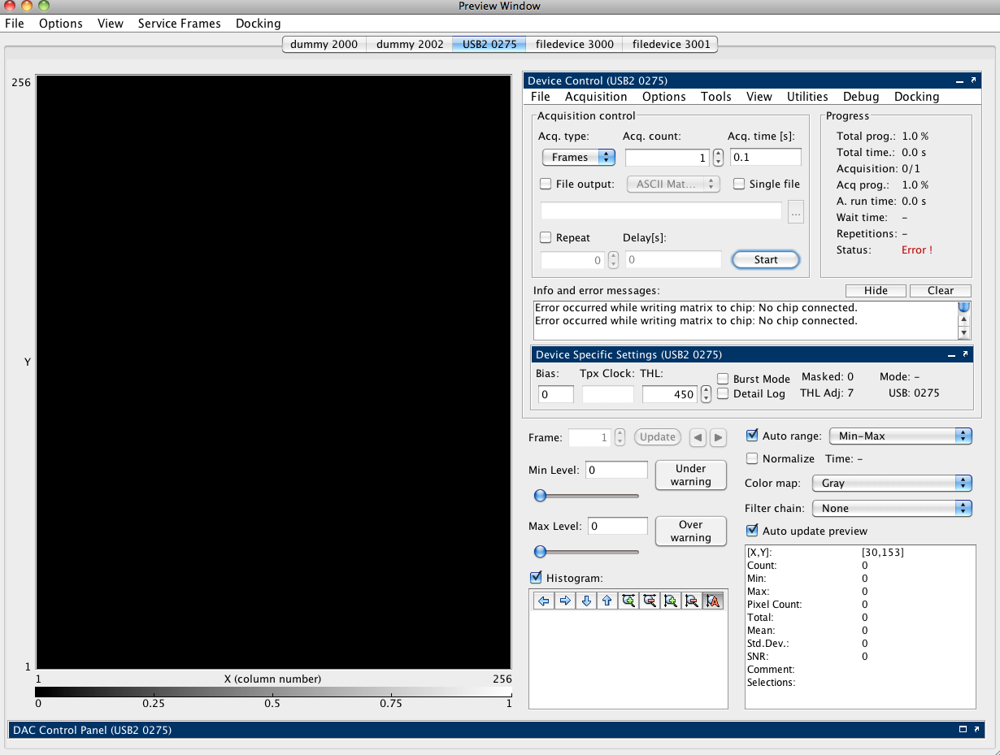 Preview Window
File Options View Service Frames Docking
dummy 2000 dummy 2002 USB2 0275 filedevice 3000 filedevice 3001
256
Y
1
1 X (column number) 256
0 0.25 0.5 0.75 1
Device Control (USB2 0275)
File Acquisition Options Tools View Utilities Debug Docking
Acquisition control
Acq. type: Acq. count: Acq. time [s]:
Frames 1 0.1
File output: ASCII Mat... Single file
...
Repeat Delay[s]:
0 0 Start
Progress
Total prog.: 1.0 %
Total time.: 0.0 s
Acquisition: 0/1
Acq prog.: 1.0 %
A. run time: 0.0 s
Wait time: -
Repetitions: -
Status: Error !
Info and error messages: Hide Clear
Error occurred while writing matrix to chip: No chip connected.
Error occurred while writing matrix to chip: No chip connected.
Device Specific Settings (USB2 0275)
Bias: Tpx Clock: THL:
0 450
Burst Mode Masked: 0 Mode: -
Detail Log THL Adj: 7 USB: 0275
Frame: 1 Update
Min Level: 0 Under warning
Max Level: 0 Over warning
Histogram:
A
Auto range: Min-Max
Normalize Time: -
Color map: Gray
Filter chain: None
Auto update preview
[X,Y]: [30,153]
Count: 0
Min: 0
Max: 0
Pixel Count: 0
Total: 0
Mean: 0
Std.Dev.: 0
SNR: 0
Comment:
Selections:
DAC Control Panel (USB2 0275)